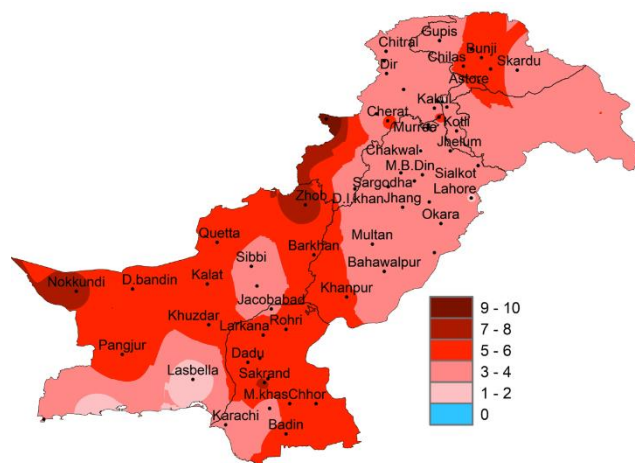 Gupis
Chitral
Bunji
Chilas
Dir
Skardu
Astore
Kakul
Cherat
Kotli
Murree
Jhelum
Chakwal
M.B.Din
Sialkot
Sargodha
Lahore
Zhob
D.I.khan
Jhang
Okara
Quetta
Multan
Barkhan
Sibbi
Bahawalpur
Kalat
Nokkundi
D.bandin
Khanpur
Jacobabad
9 - 10
Khuzdar
Rohri
7 - 8
Larkana
5 - 6
Pangjur
Dadu
3 - 4
Lasbella
Sakrand
1 - 2
M.khas
Chhor
0
Karachi
Badin